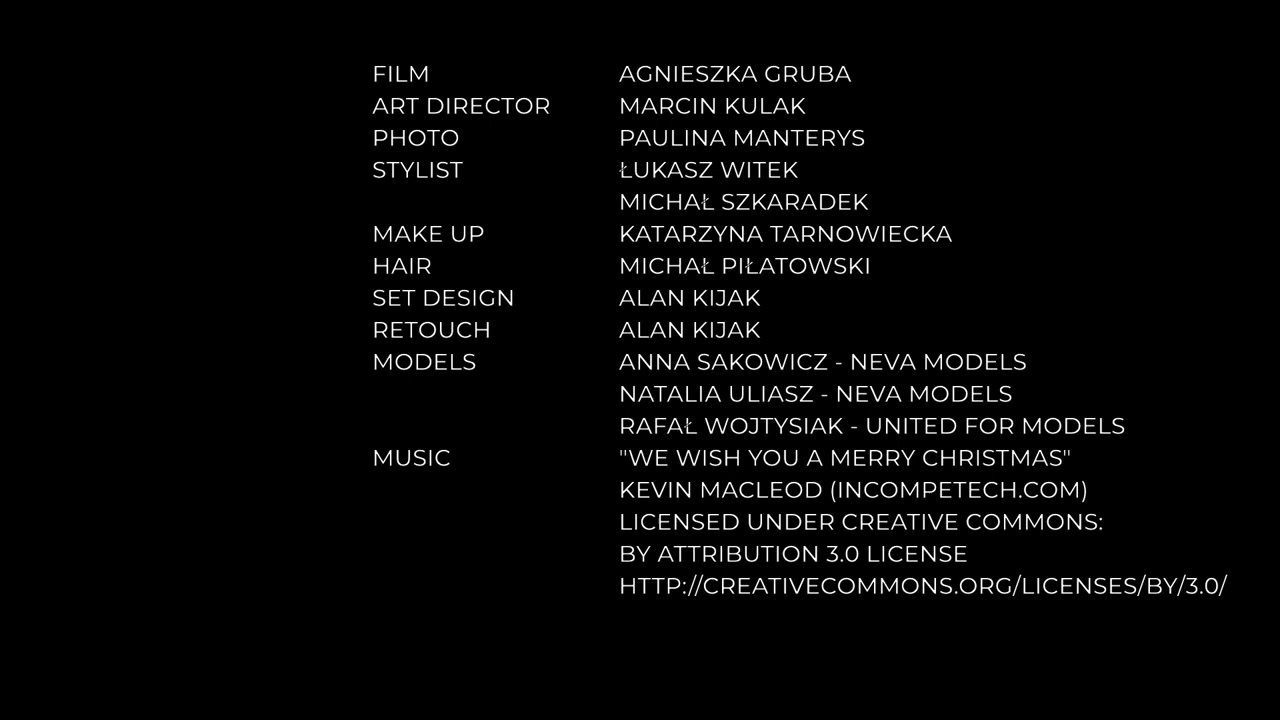 FILM AGNIESZKA GRUBA
ART DIRECTOR MARCIN KULAK
PHOTO PAULINA MANTERYS
STYLIST ŁUKASZ WITEK
MICHAŁ SZKARADEK
MAKE UP KATARZYNA TARNOWIECKA
HAIR MICHAŁ PIŁATOWSKI
SET DESIGN ALAN KIJAK
RETOUCH ALAN KIJAK
MODELS ANNA SAKOWICZ - NEVA MODELS
NATALIA ULIASZ - NEVA MODELS
RAFAŁ WOJTYSIAK - UNITED FOR MODELS
MUSIC "WE WISH YOU A MERRY CHRISTMAS"
KEVIN MACLEOD (INCOMPETECH.COM)
LICENSED UNDER CREATIVE COMMONS:
BY ATTRIBUTION 3.0 LICENSE
HTTP://CREATIVECOMMONS.ORG/LICENSES/BY/3.0/